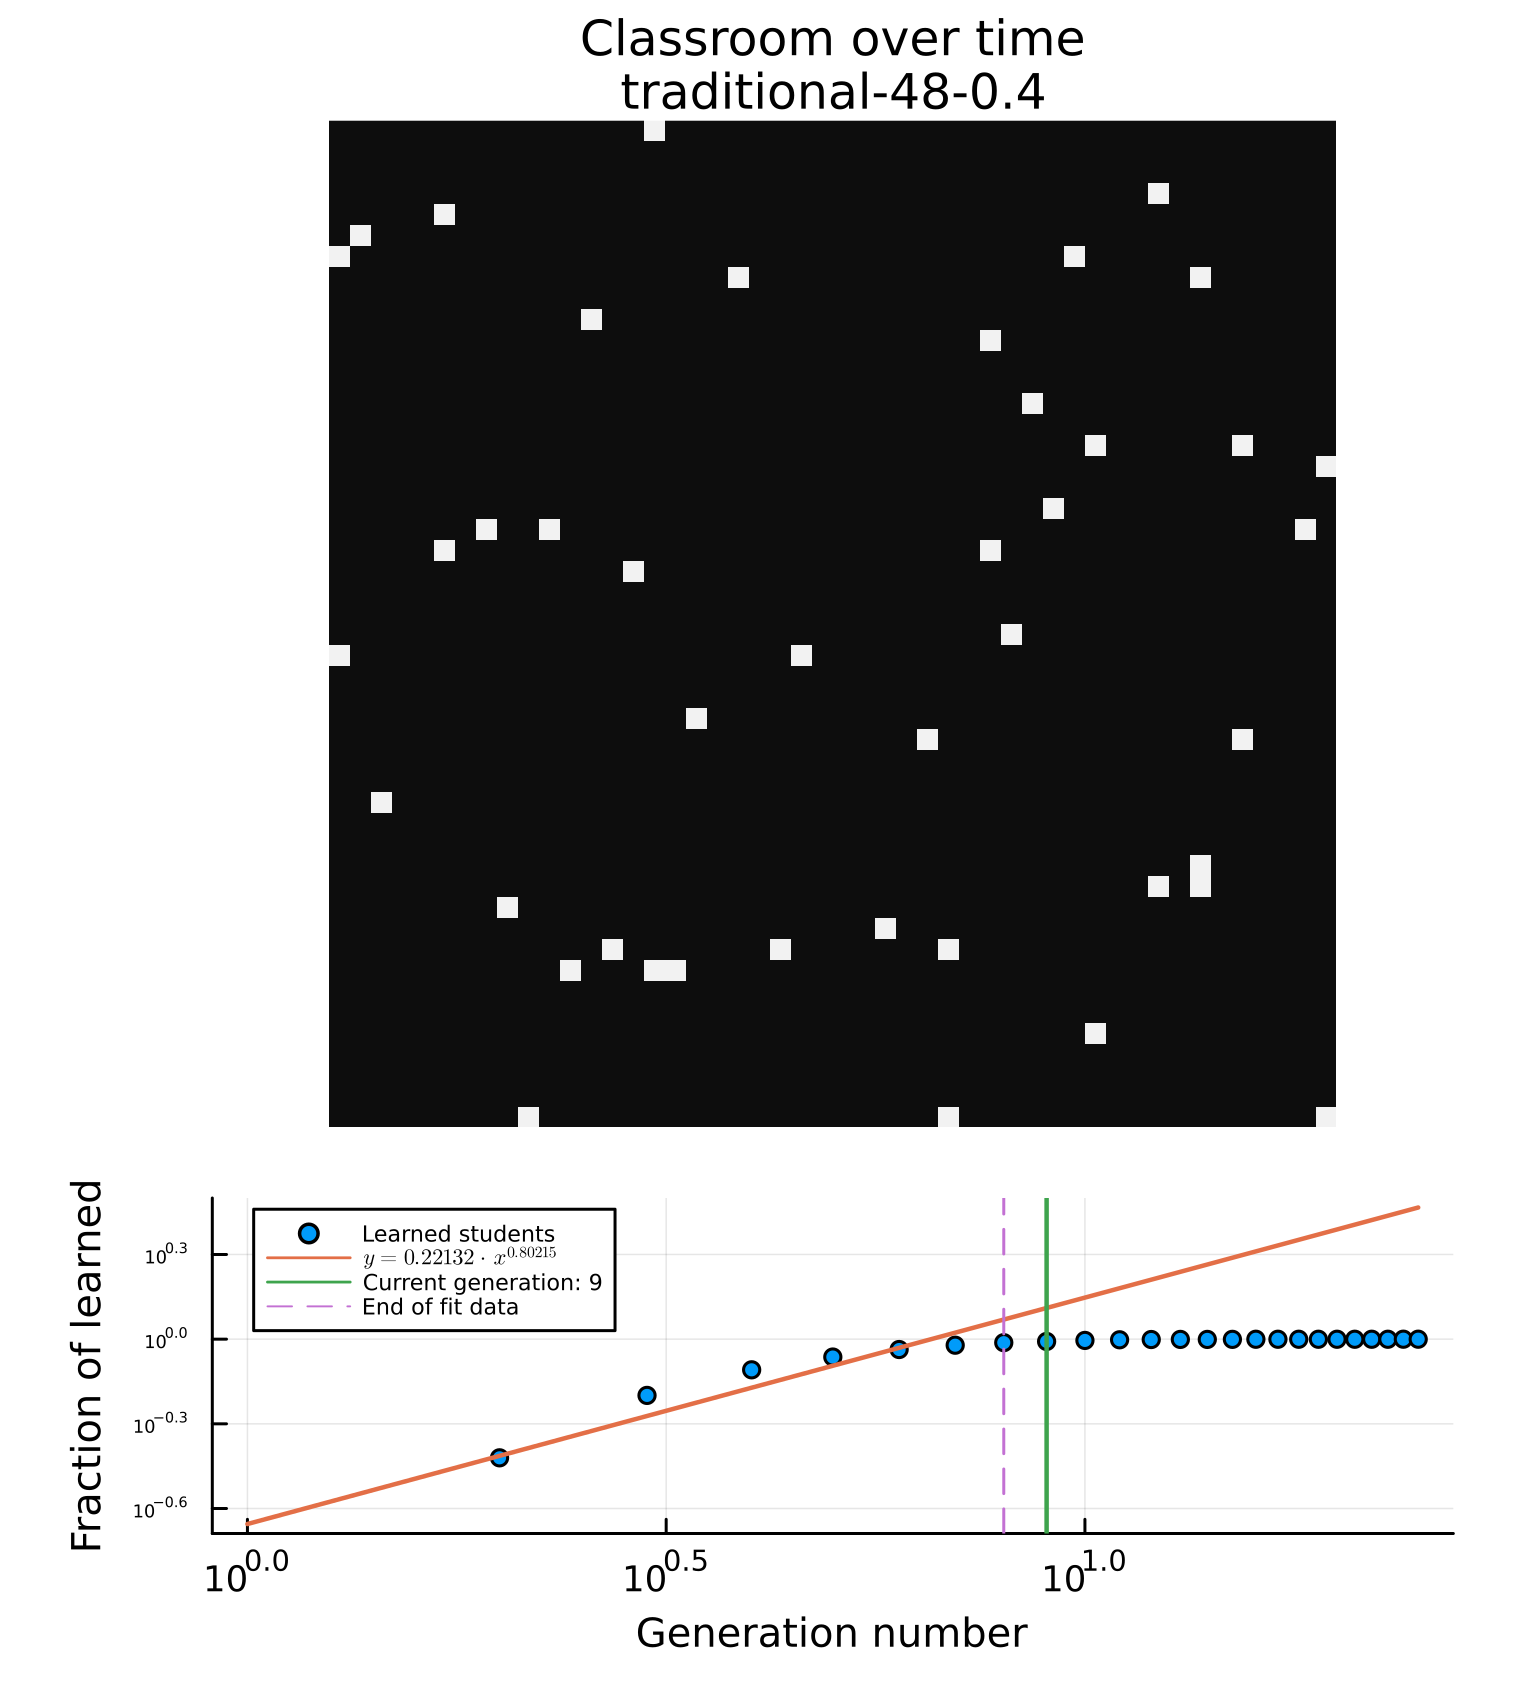 Classroom over time
traditional-48-0.4
Fraction of learned
10^0.3
10^0.0
10^−0.3
10^−0.6
Learned students
y = 0.22132 · x^0.80215
Current generation: 9
End of fit data
10^0.0
10^0.5
10^1.0
Generation number